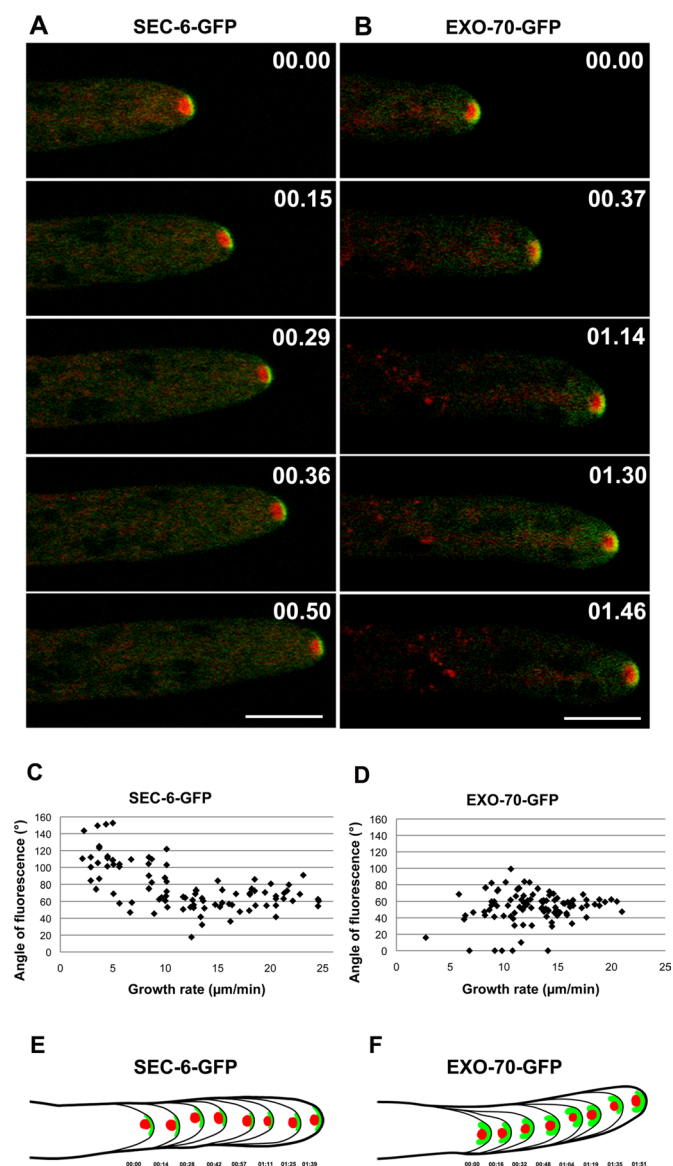 A
SEC-6-GFP
B
EXO-70-GFP
00.00
00.00
00.15
00.37
00.29
01.14
00.36
01.30
00.50
01.46
C
SEC-6-GFP
Angle of fluorescence (°)
160
140
120
100
80
60
40
20
0
0 5 10 15 20 25
Growth rate (µm/min)
D
EXO-70-GFP
Angle of fluorescence (°)
160
140
120
100
80
60
40
20
0
0 5 10 15 20 25
Growth rate (µm/min)
E
SEC-6-GFP
00:00 00:14 00:28 00:42 00:57 01:11 01:25 01:39
F
EXO-70-GFP
00:00 00:16 00:32 00:48 01:04 01:19 01:35 01:51